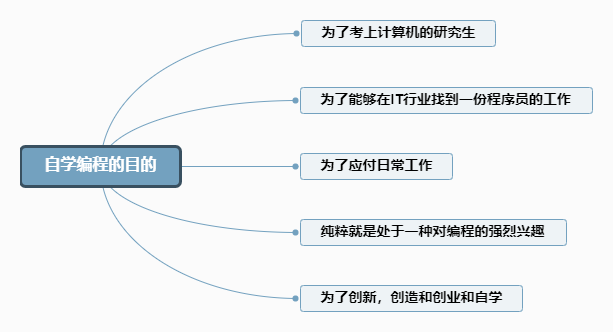 为了考上计算机的研究生
为了能够在IT行业找到一份程序员的工作
自学编程的目的
为了应付日常工作
纯粹就是处于一种对编程的强烈兴趣
为了创新，创造和创业和自学